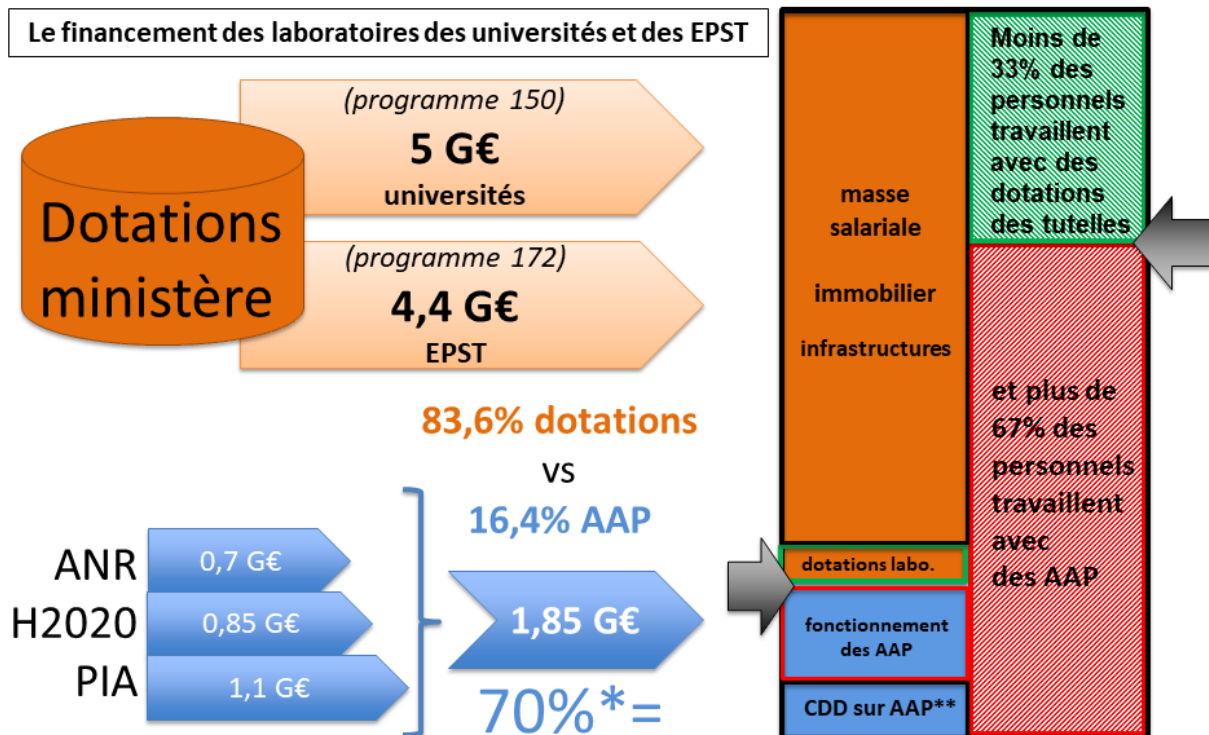 Le financement des laboratoires des universités et des EPST
Dotations
ministère
(programme 150)
5 G€
universités
(programme 172)
4,4 G€
EPST
83,6% dotations
vs
16,4% AAP
ANR
0,7 G€
H2020
0,85 G€
PIA
1,1 G€
1,85 G€
70%*=
masse
salariale
immobilier
infrastructures
dotations labo.
fonctionnement
des AAP
CDD sur AAP**
Moins de
33% des
personnels
travaillent
avec des
dotations
des tutelles
et plus de
67% des
personnels
travaillent
avec
des AAP